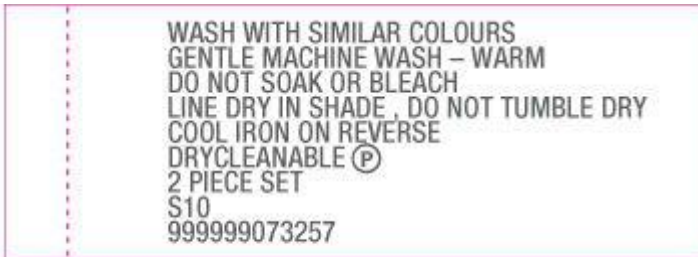 WASH WITH SIMILAR COLOURS
GENTLE MACHINE WASH – WARM
DO NOT SOAK OR BLEACH
LINE DRY IN SHADE , DO NOT TUMBLE DRY
COOL IRON ON REVERSE
DRYCLEANABLE Ⓟ
2 PIECE SET
S10
999999073257